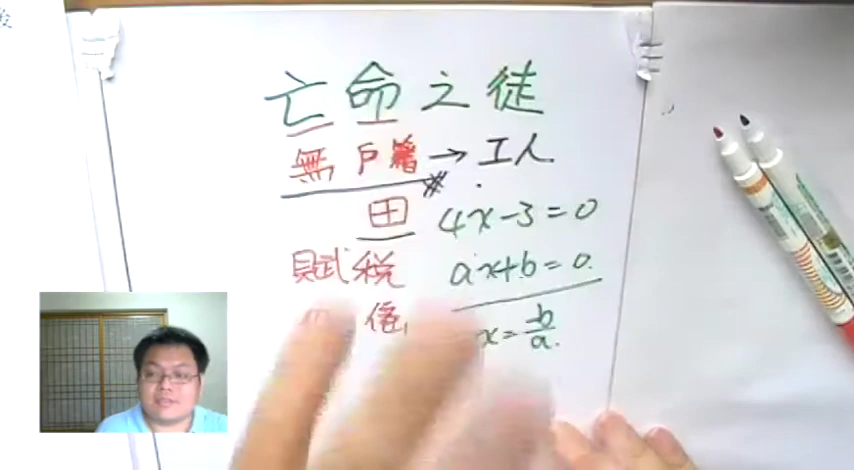 亡命之徒
無戶籍→工人
田 4x-3=0
賦稅 ax+b=0
x=-b/a